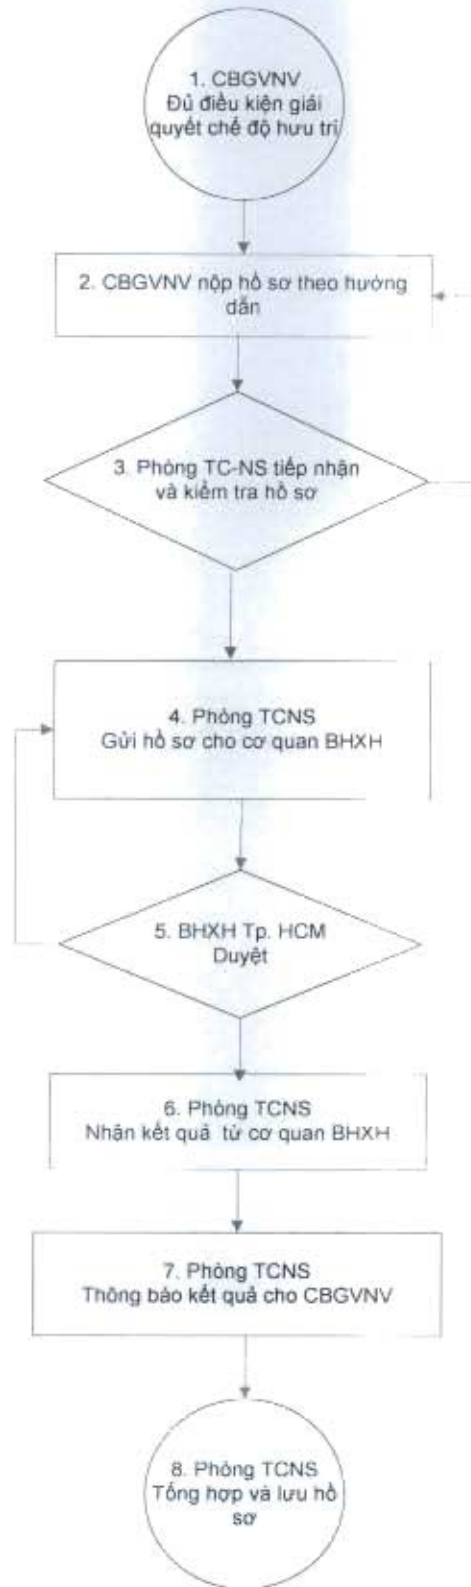 1. CBGVNV
Đủ điều kiện giải
quyết chế độ hưu trí
2. CBGVNV nộp hồ sơ theo hướng
dẫn
3. Phòng TC-NS tiếp nhận
và kiểm tra hồ sơ
4. Phòng TCNS
Gửi hồ sơ cho cơ quan BHXH
5. BHXH Tp. HCM
Duyệt
6. Phòng TCNS
Nhận kết quả từ cơ quan BHXH
7. Phòng TCNS
Thông báo kết quả cho CBGVNV
8. Phòng TCNS
Tổng hợp và lưu hồ
sơ